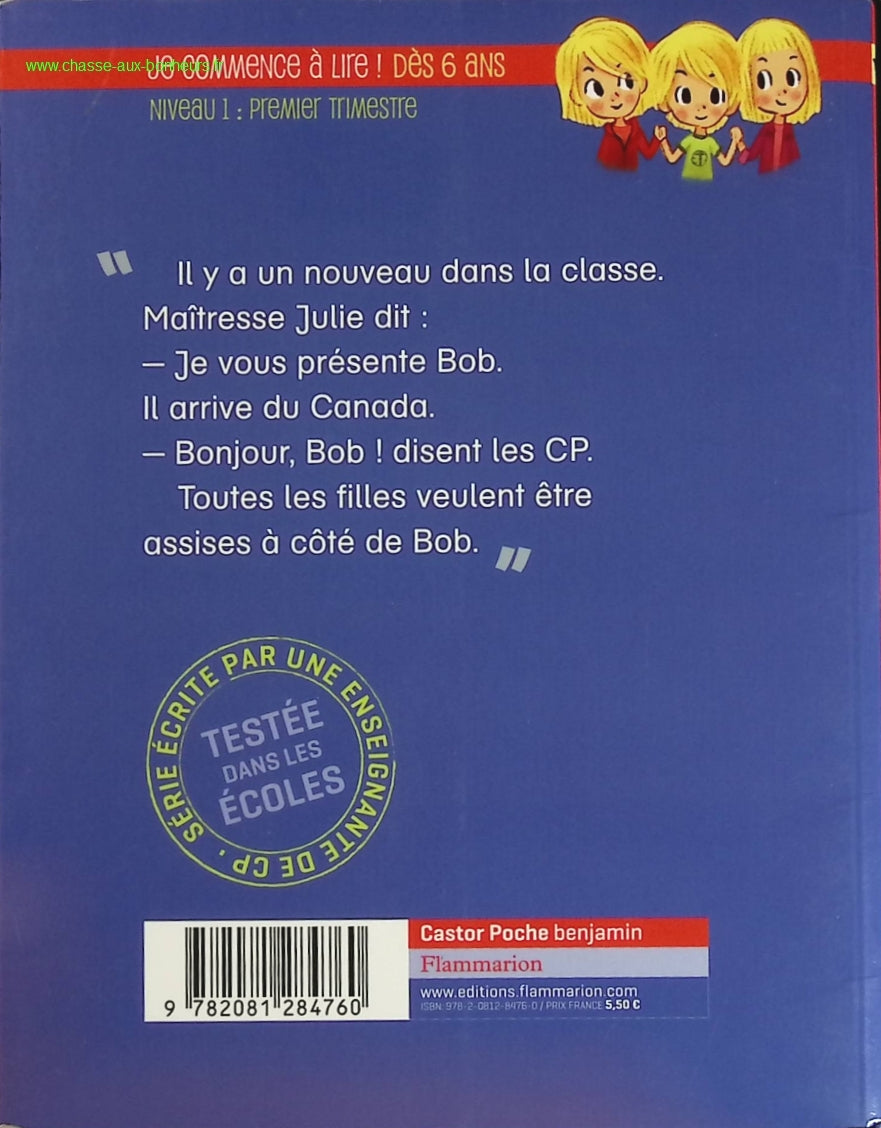 www.chasse-aux-bonheurs.fr
Je commence à lire ! Dès 6 ans
Niveau 1 : Premier trimestre
" Il y a un nouveau dans la classe.
Maîtresse Julie dit :
– Je vous présente Bob.
Il arrive du Canada.
– Bonjour, Bob ! disent les CP.
Toutes les filles veulent être
assises à côté de Bob. "
SÉRIE ÉCRITE PAR UNE ENSEIGNANTE DE CP •
TESTÉE
DANS LES
ÉCOLES
9 782081 284760
Castor Poche benjamin
Flammarion
www.editions.flammarion.com
ISBN: 978-2-0812-8476-0 / PRIX FRANCE 5,50 €